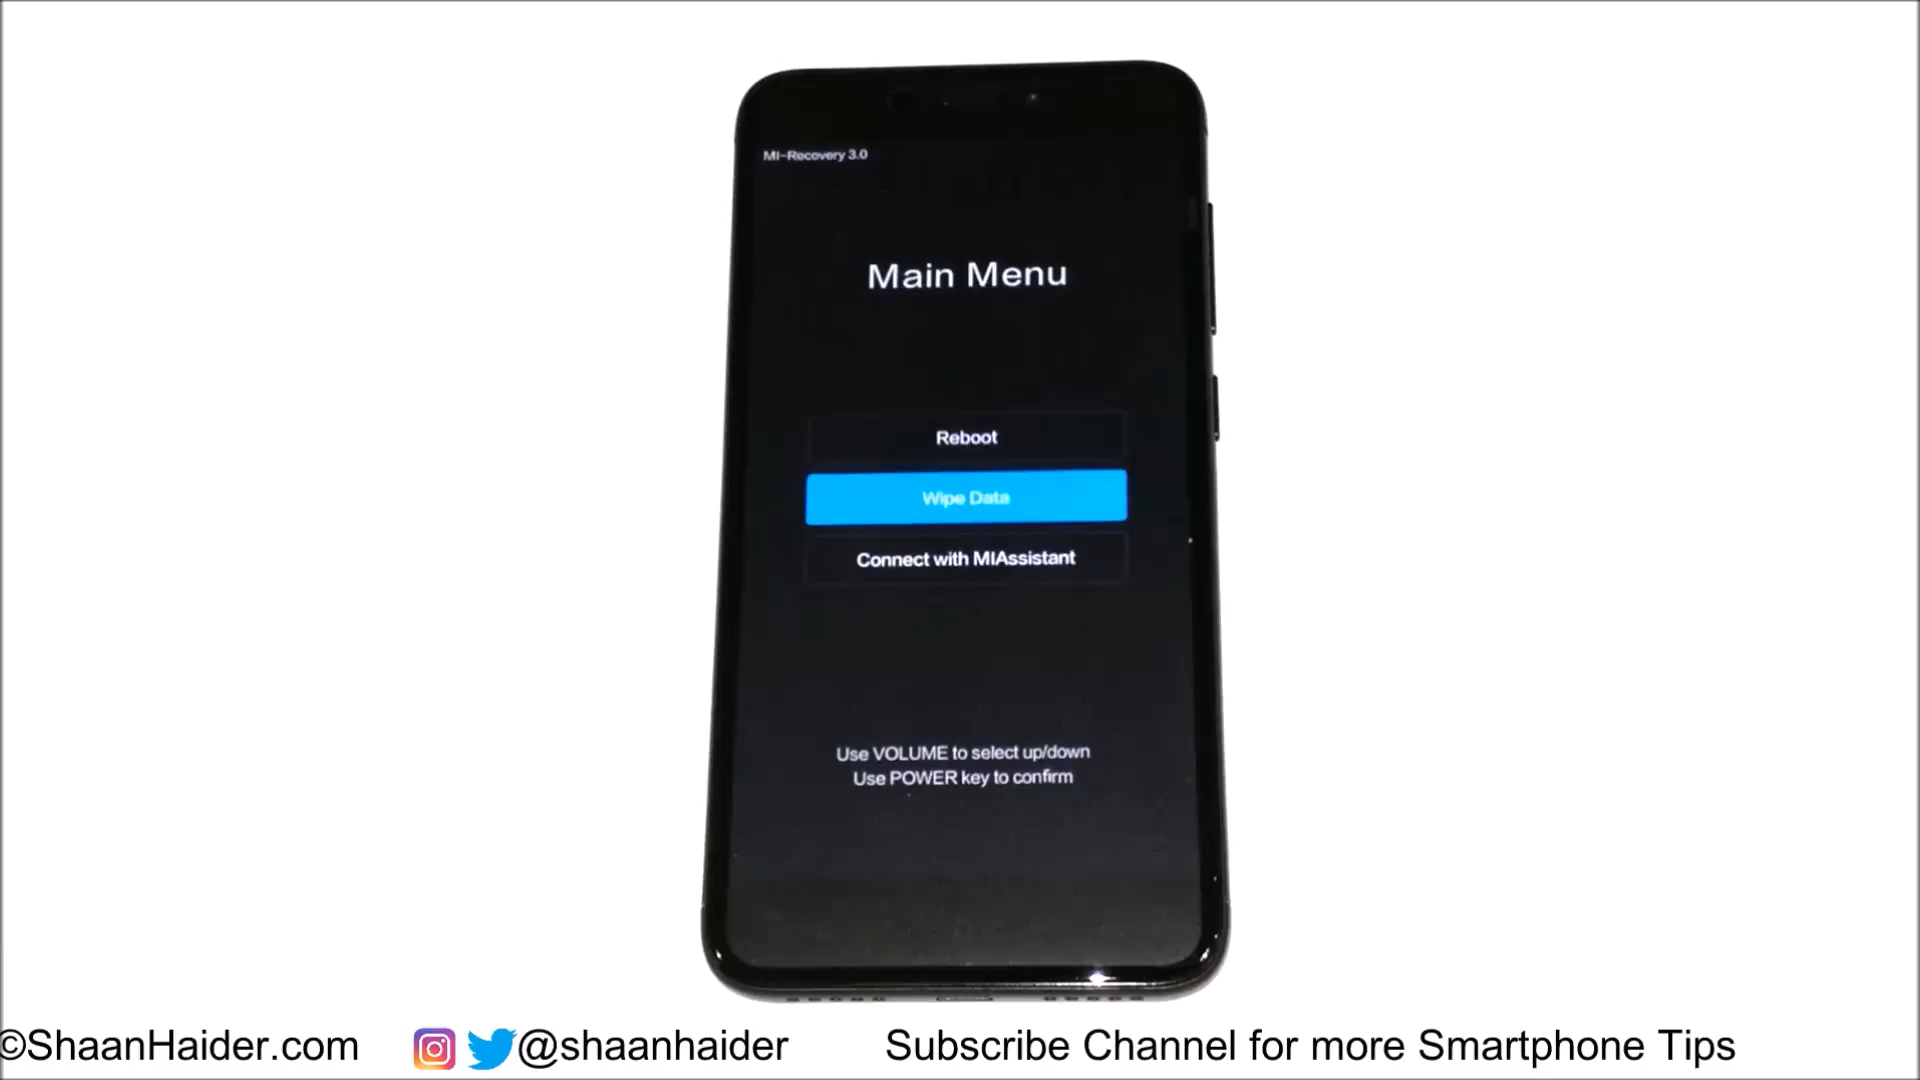 MI-Recovery 3.0
Main Menu
Reboot
Wipe Data
Connect with MIAssistant
Use VOLUME to select up/down
Use POWER key to confirm
©ShaanHaider.com @shaanhaider Subscribe Channel for more Smartphone Tips